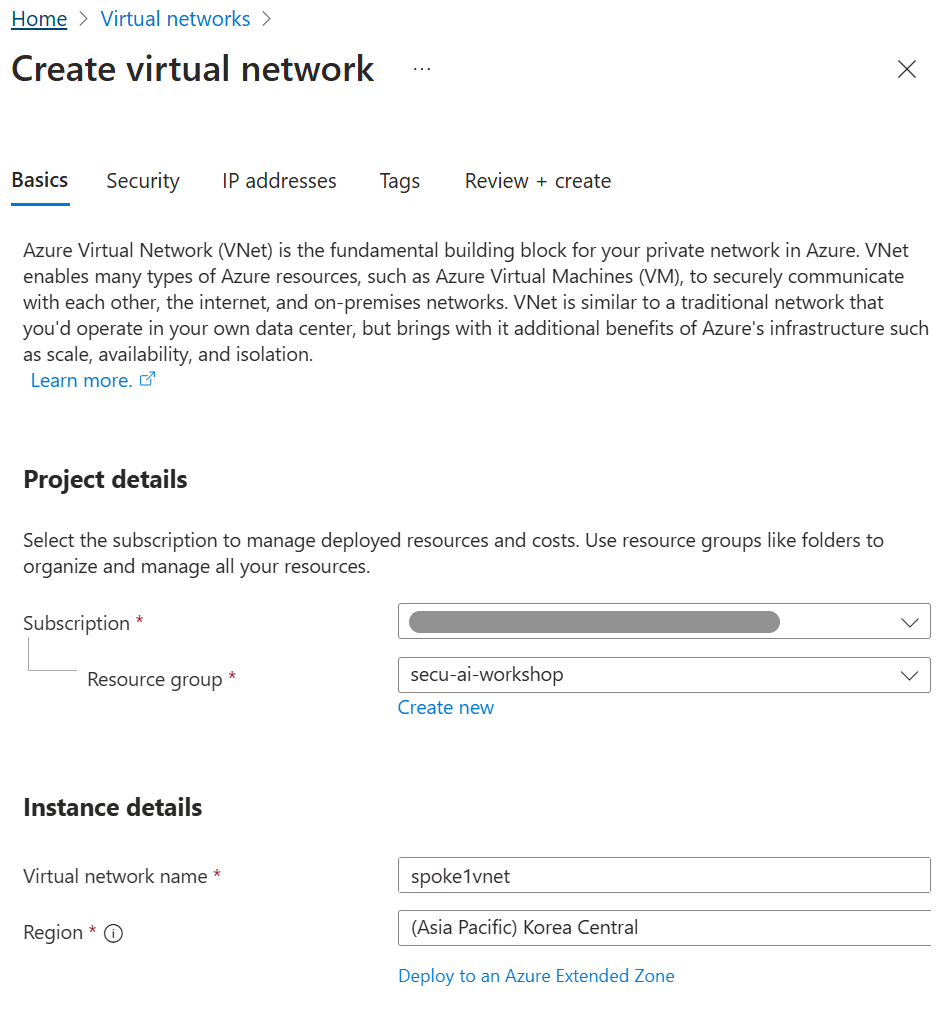 Home > Virtual networks >
Create virtual network ...
Basics Security IP addresses Tags Review + create
Azure Virtual Network (VNet) is the fundamental building block for your private network in Azure. VNet
enables many types of Azure resources, such as Azure Virtual Machines (VM), to securely communicate
with each other, the internet, and on-premises networks. VNet is similar to a traditional network that
you'd operate in your own data center, but brings with it additional benefits of Azure's infrastructure such
as scale, availability, and isolation.
Learn more.
Project details
Select the subscription to manage deployed resources and costs. Use resource groups like folders to
organize and manage all your resources.
Subscription *
Resource group * secu-ai-workshop
Create new
Instance details
Virtual network name * spoke1vnet
Region * (Asia Pacific) Korea Central
Deploy to an Azure Extended Zone